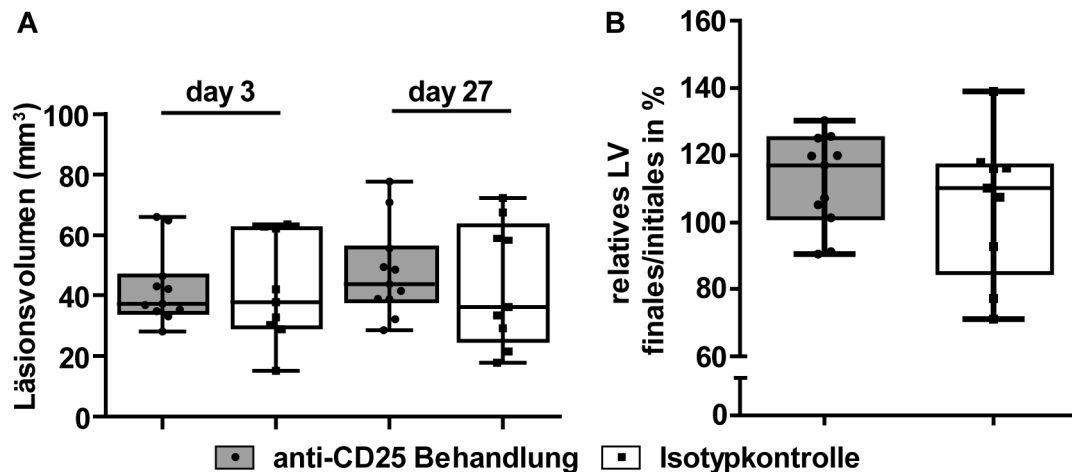 A
day 3
day 27
Läsionsvolumen (mm³)
100
80
60
40
20
0
B
relatives LV
finales/initiales in %
160
140
120
100
80
60
0
anti-CD25 Behandlung
Isotypkontrolle